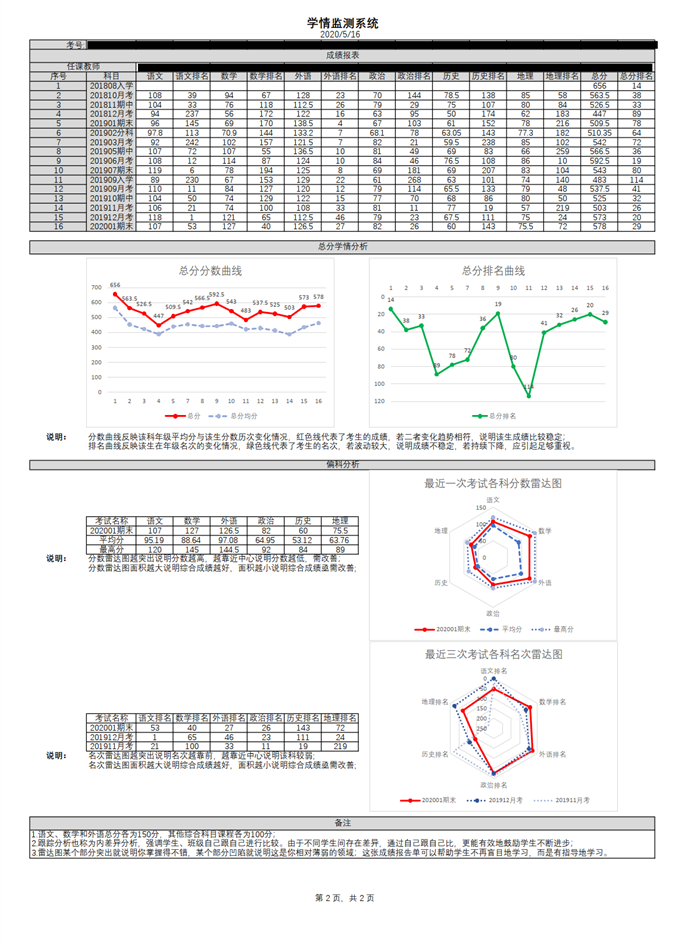 学情监测系统
2020/5/16
考号
成绩报表
任课教师
序号 科目 语文 语文排名 数学 数学排名 外语 外语排名 政治 政治排名 历史 历史排名 地理 地理排名 总分 总分排名
1 201808入学 656 14
2 201810月考 108 39 94 67 128 23 70 144 78.5 138 85 58 563.5 38
3 201811期中 104 33 76 118 112.5 26 79 29 75 107 80 84 526.5 33
4 201812月考 94 237 56 172 122 16 63 95 50 174 62 183 447 89
5 201901期末 96 145 69 170 138.5 4 67 103 61 152 78 216 509.5 78
6 201902分科 97.8 113 70.9 144 133.2 7 68.1 78 63.05 143 77.3 182 510.35 64
7 201903月考 92 242 102 157 121.5 7 82 21 59.5 238 85 102 542 72
8 201905期中 107 72 107 55 136.5 10 81 49 69 83 66 259 566.5 36
9 201906月考 108 12 114 87 124 10 84 46 76.5 108 86 10 592.5 19
10 201907期末 119 6 78 194 125 8 69 181 69 207 83 104 543 80
11 201909入学 89 230 67 153 129 22 61 268 63 101 74 140 483 114
12 201909月考 110 11 84 127 120 12 79 114 65.5 133 79 48 537.5 41
13 201910期中 104 50 74 129 122 15 77 70 68 86 80 50 525 32
14 201911月考 106 21 74 100 108 33 81 11 77 19 57 219 503 26
15 201912月考 118 1 121 65 112.5 46 79 23 67.5 111 75 24 573 20
16 202001期末 107 53 127 40 126.5 27 82 26 60 143 75.5 72 578 29
总分学情分析
总分分数曲线
700
600
500
400
300
200
100
0
656 563.5 526.5 447 509.5 542 566.5 592.5 543 483 537.5 525 503 573 578
1 2 3 4 5 7 8 9 10 11 12 13 14 15 16
总分 总分均分
总分排名曲线
1 2 3 4 5 7 8 9 10 11 12 13 14 15 16
0
20
40
60
80
100
120
14 38 33 89 78 72 36 19 80 114 41 32 26 20 29
总分排名
说明: 分数曲线反映该科年级平均分与该生分数历次变化情况，红色线代表了考生的成绩，若二者变化趋势相符，说明该生成绩比较稳定;
排名曲线反映该生在年级名次的变化情况，绿色线代表了考生的名次，若波动较大，说明成绩不稳定，若持续下降，应引起足够重视。
偏科分析
最近一次考试各科分数雷达图
语文
数学
外语
政治
历史
地理
150
100
50
0
202001期末 平均分 最高分
考试名称 语文 数学 外语 政治 历史 地理
202001期末 107 127 126.5 82 60 75.5
平均分 95.19 88.64 97.08 64.95 53.12 63.76
最高分 120 145 144.5 92 84 89
说明: 分数雷达图越突出说明分数越高，越靠近中心说明分数越低，需改善;
分数雷达图面积越大说明综合成绩越好，面积越小说明综合成绩亟需改善;
最近三次考试各科名次雷达图
语文排名
数学排名
外语排名
政治排名
历史排名
地理排名
0
50
100
150
200
250
202001期末 201912月考 201911月考
考试名称 语文排名 数学排名 外语排名 政治排名 历史排名 地理排名
202001期末 53 40 27 26 143 72
201912月考 1 65 46 23 111 24
201911月考 21 100 33 11 19 219
说明: 名次雷达图越突出说明名次越靠前，越靠近中心说明该科较弱;
名次雷达图面积越大说明综合成绩越好，面积越小说明综合成绩亟需改善;
备注
1.语文、数学和外语总分各为150分，其他综合科目课程各为100分；
2.跟踪分析也称为内差异分析，强调学生、班级自己跟自己进行比较。由于不同学生间存在差异，通过自己跟自己比，更能有效地鼓励学生不断进步；
3.雷达图某个部分突出就说明你掌握得不错，某个部分凹陷就说明这是你相对薄弱的领域；这张成绩报告单可以帮助学生不再盲目地学习，而是有指导地学习。
第 2 页，共 2 页